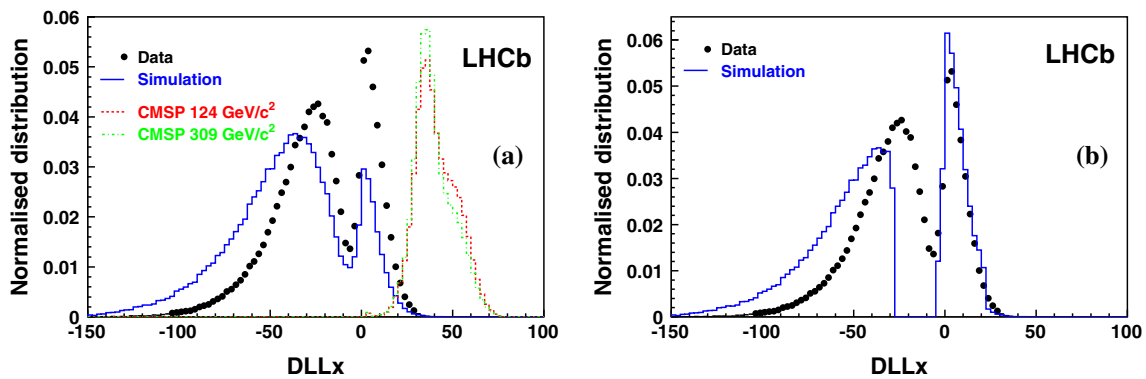 Normalised distribution
0.06
0.05
0.04
0.03
0.02
0.01
0
-150
-100
-50
0
50
100
DLLx
Data
Simulation
CMSP 124 GeV/c²
CMSP 309 GeV/c²
LHCb
(a)
Normalised distribution
0.06
0.05
0.04
0.03
0.02
0.01
0
-150
-100
-50
0
50
100
DLLx
Data
Simulation
LHCb
(b)